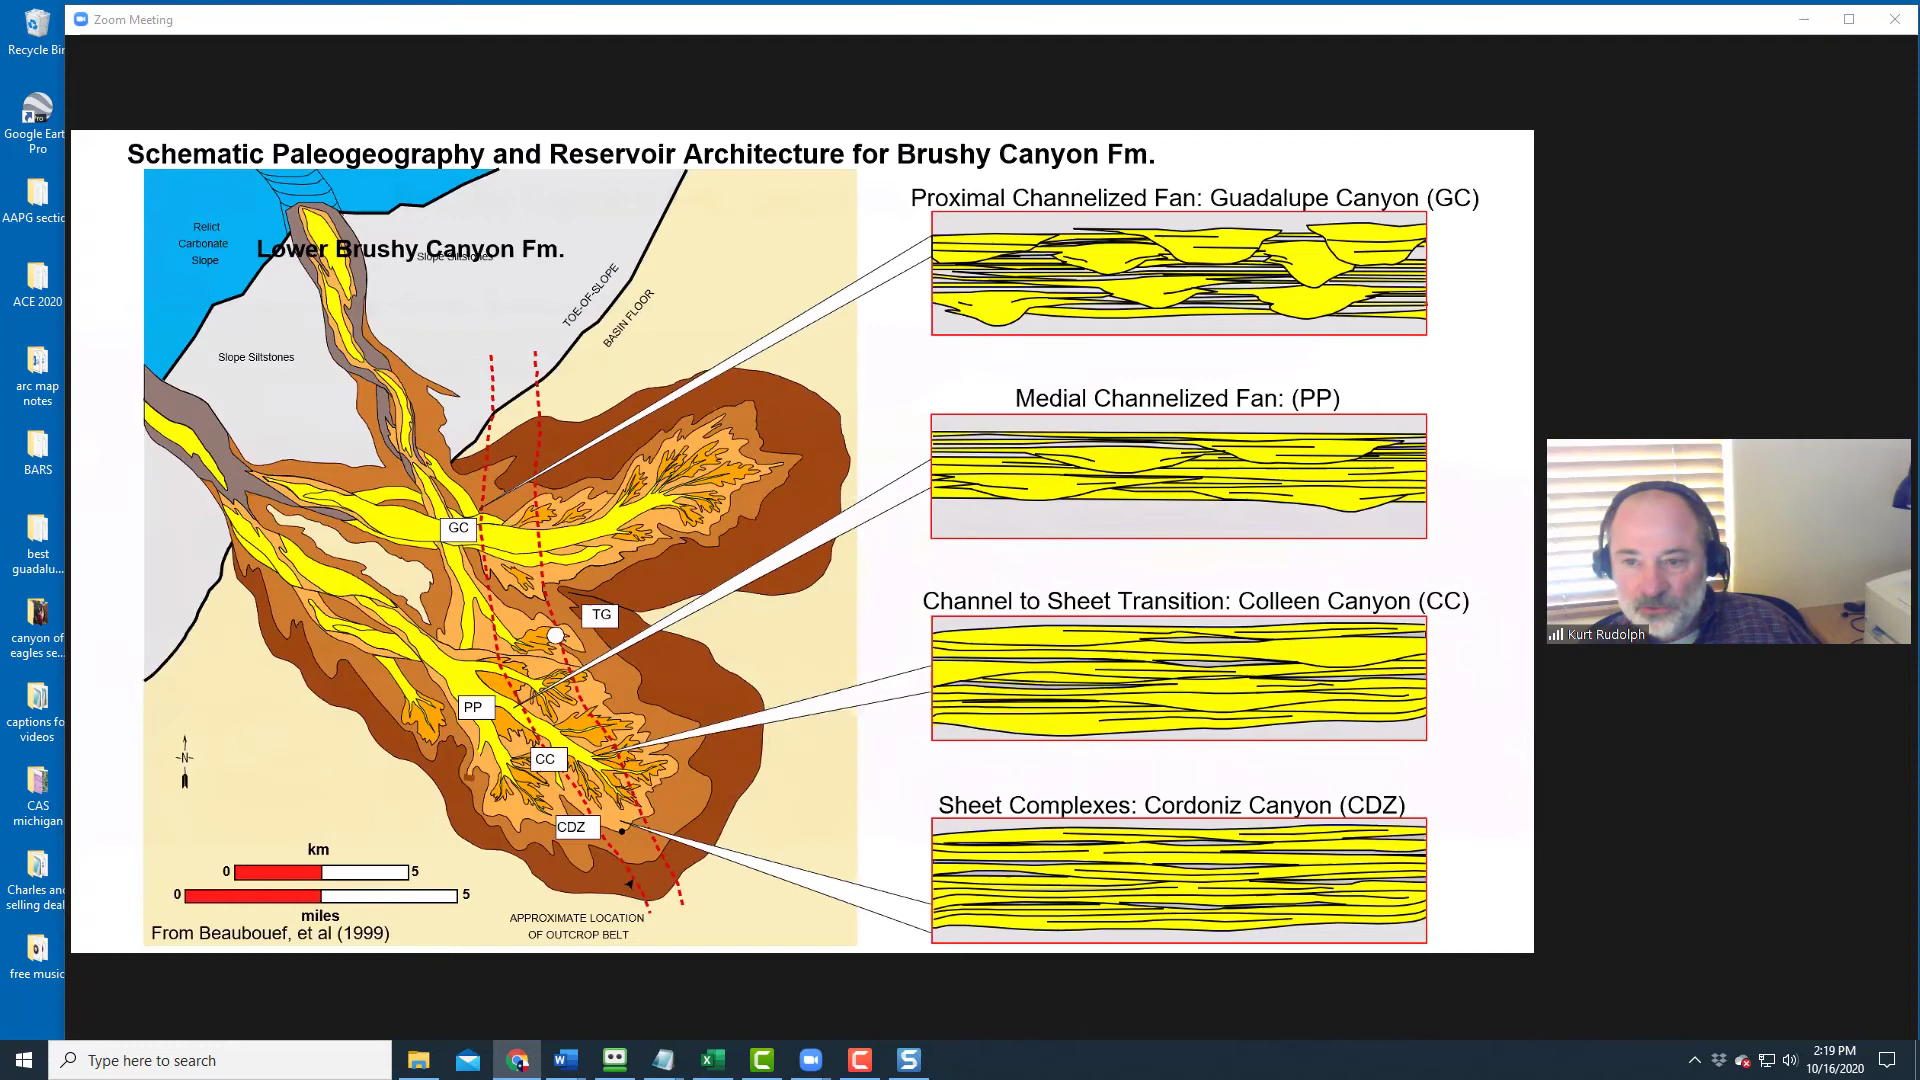 Zoom Meeting
Recycle Bin
Google Eart
Pro
AAPG sectio
ACE 2020
arc map
notes
BARS
best
guadalu...
canyon of
eagles se...
captions fo
videos
CAS
michigan
Charles and
selling deal
free music
Schematic Paleogeography and Reservoir Architecture for Brushy Canyon Fm.
Relict
Carbonate
Slope
Lower Brushy Canyon Fm.
Slope Siltstones
TOE-OF-SLOPE
BASIN FLOOR
Slope Siltstones
GC
TG
PP
CC
CDZ
N
km
0 5
0 5
miles
From Beaubouef, et al (1999)
APPROXIMATE LOCATION
OF OUTCROP BELT
Proximal Channelized Fan: Guadalupe Canyon (GC)
Medial Channelized Fan: (PP)
Channel to Sheet Transition: Colleen Canyon (CC)
Sheet Complexes: Cordoniz Canyon (CDZ)
Kurt Rudolph
Type here to search
2:19 PM
10/16/2020